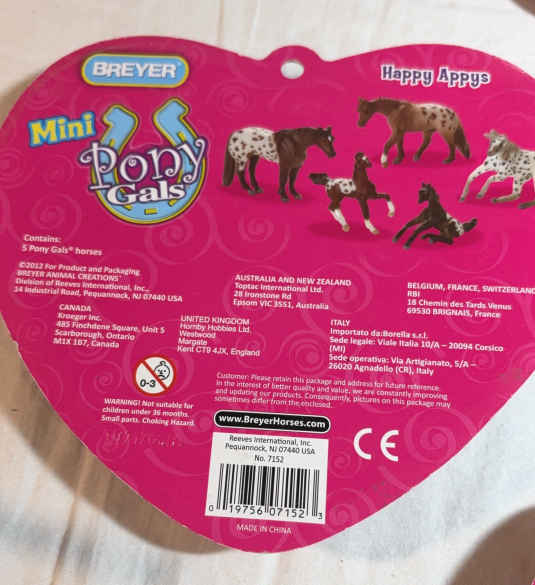 BREYER
Happy Appys
Mini
Pony
Gals
Contains:
5 Pony Gals® horses
©2012 For Product and Packaging
BREYER ANIMAL CREATIONS®
Division of Reeves International, Inc.,
14 Industrial Road, Pequannock, NJ 07440 USA
AUSTRALIA AND NEW ZEALAND
Toptac International Ltd.
28 Ironstone Rd
Epsom VIC 3551, Australia
BELGIUM, FRANCE, SWITZERLAND
RBI
18 Chemin des Tards Venus
69530 BRIGNAIS, France
CANADA
Kroeger Inc.
485 Finchdene Square, Unit 5
Scarborough, Ontario
M1X 1B7, Canada
UNITED KINGDOM
Hornby Hobbies Ltd.
Westwood
Margate
Kent CT9 4JX, England
ITALY
Importato da:Borella s.r.l.
Sede legale: Viale Italia 10/A – 20094 Corsico
(MI)
Sede operativa: Via Artigianato, 5/A –
26020 Agnadello (CR), Italy
0-3
WARNING! Not suitable for
children under 36 months.
Small parts. Choking Hazard.
Customer: Please retain this package and address for future reference.
In the interest of better quality and value, we are constantly improving
and updating our products. Consequently, pictures on this package may
sometimes differ from the enclosed.
www.BreyerHorses.com
CE
Reeves International, Inc.
Pequannock, NJ 07440 USA
No. 7152
0 19756 07152 3
MADE IN CHINA